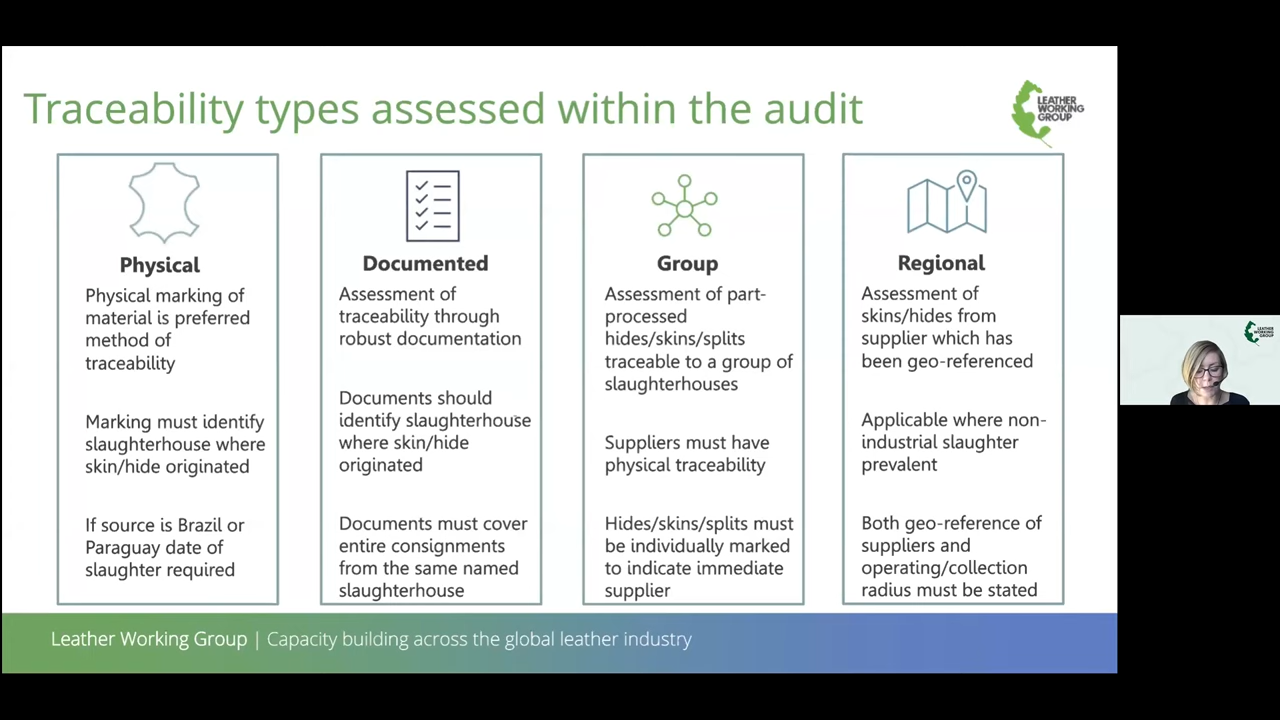 Traceability types assessed within the audit
LEATHER
WORKING
GROUP
Physical
Physical marking of
material is preferred
method of
traceability
Marking must identify
slaughterhouse where
skin/hide originated
If source is Brazil or
Paraguay date of
slaughter required
Documented
Assessment of
traceability through
robust documentation
Documents should
identify slaughterhouse
where skin/hide
originated
Documents must cover
entire consignments
from the same named
slaughterhouse
Group
Assessment of part-
processed
hides/skins/splits
traceable to a group of
slaughterhouses
Suppliers must have
physical traceability
Hides/skins/splits must
be individually marked
to indicate immediate
supplier
Regional
Assessment of
skins/hides from
supplier which has
been geo-referenced
Applicable where non-
industrial slaughter
prevalent
Both geo-reference of
suppliers and
operating/collection
radius must be stated
Leather Working Group | Capacity building across the global leather industry
LEATHER
WORKING
GROUP